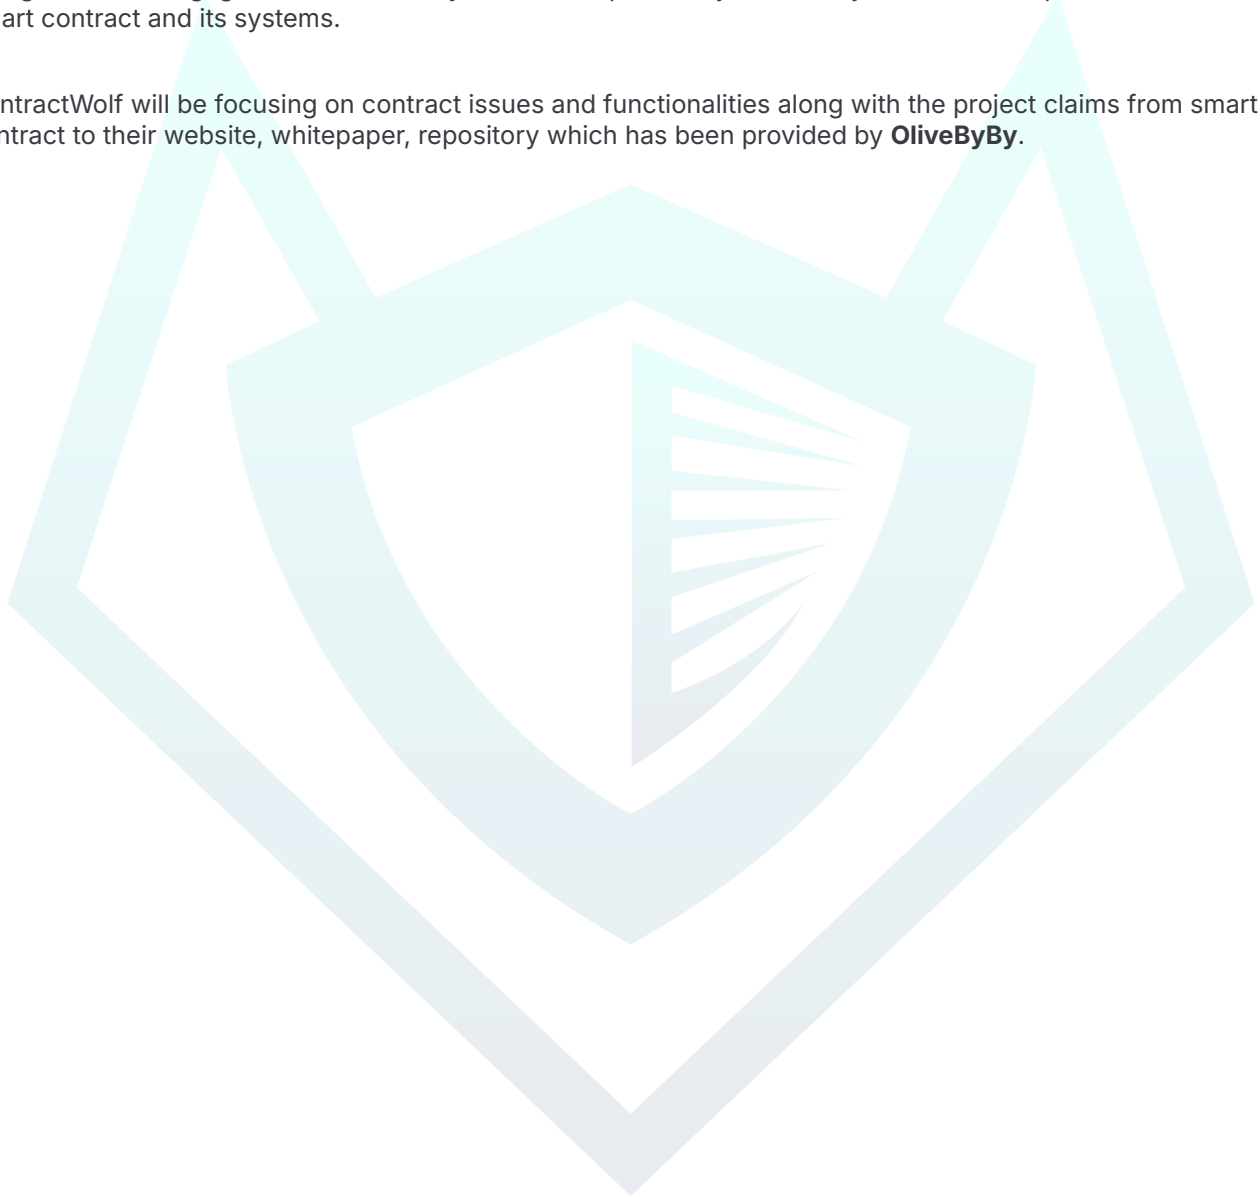 art contract and its systems.
ntractWolf will be focusing on contract issues and functionalities along with the project claims from smart
ntract to their website, whitepaper, repository which has been provided by OliveByBy.